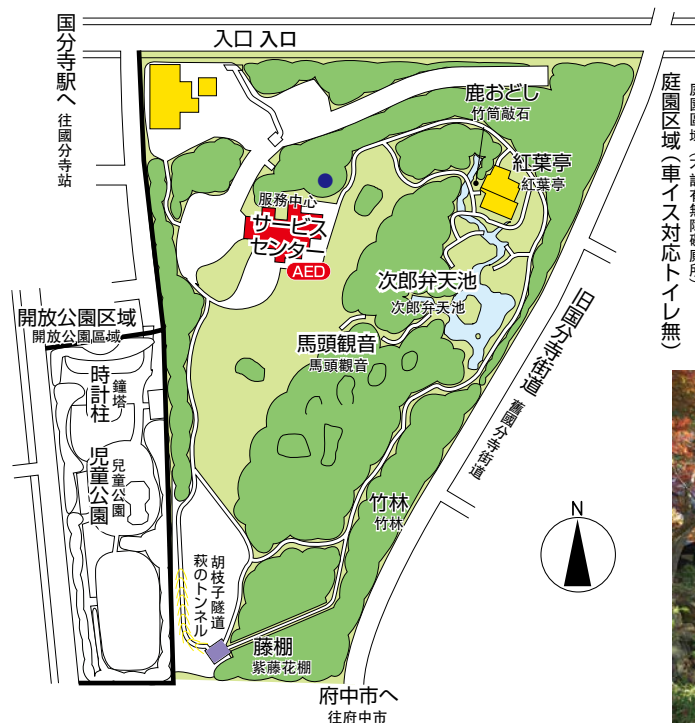 入口 入口
国分寺駅へ
往國分寺站
鹿おどし
竹筒敲石
紅葉亭
紅葉亭
庭園区域（車イス対応トイレ無）
服務中心
サービス
センター
AED
次郎弁天池
次郎弁天池
開放公園区域
開放公園區域
馬頭観音
馬頭觀音
旧国分寺街道
舊國分寺街道
時計柱
鐘塔
児童公園
兒童公園
竹林
竹林
N
胡枝子隧道
萩のトンネル
藤棚
紫藤花棚
府中市へ
往府中市